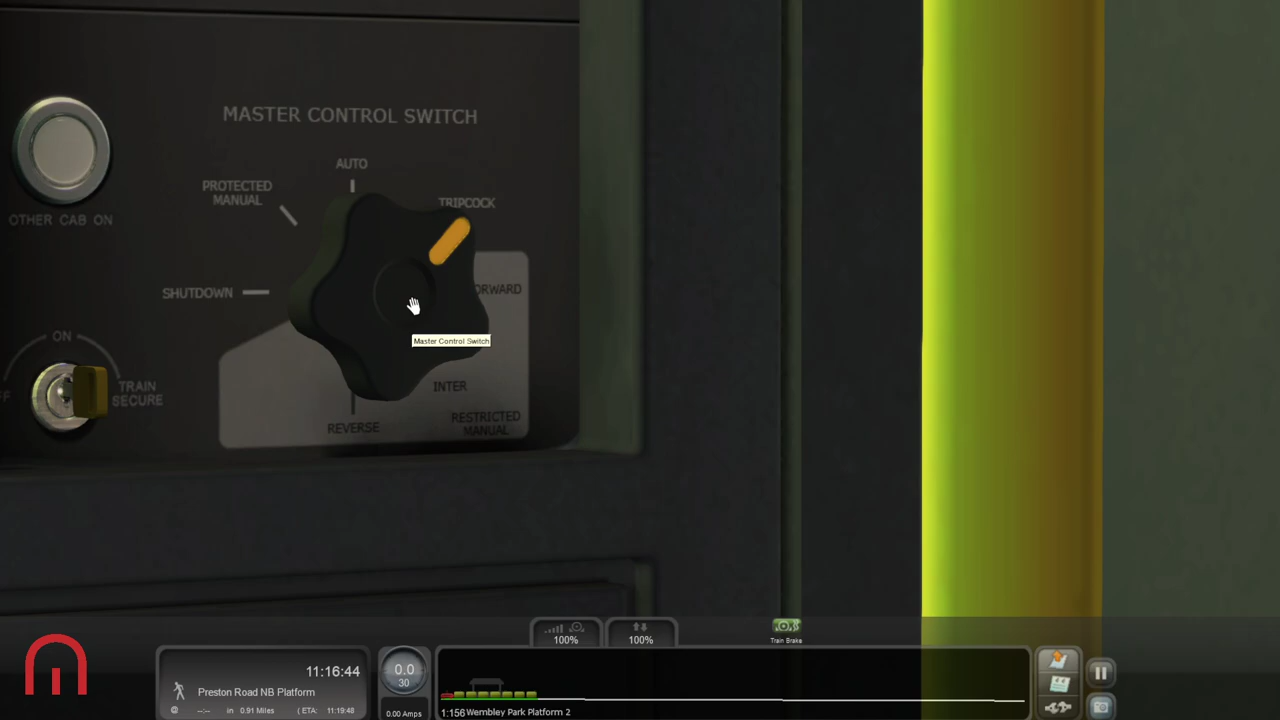 MASTER CONTROL SWITCH
AUTO
PROTECTED
MANUAL
TRIPCOCK
OTHER CAB ON
SHUTDOWN
ORWARD
Master Control Switch
ON
TRAIN
SECURE
INTER
RESTRICTED
MANUAL
REVERSE
100%
100%
Train Brake
11:16:44
Preston Road NB Platform
--:-- in 0.91 Miles ( ETA: 11:19:48
0.0
30
0.00 Amps
1:156 Wembley Park Platform 2